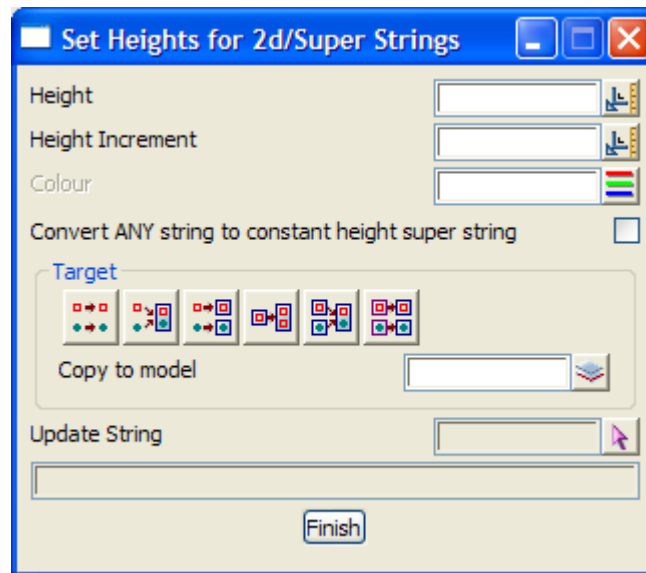 Set Heights for 2d/Super Strings
Height
Height Increment
Colour
Convert ANY string to constant height super string
Target
Copy to model
Update String
Finish